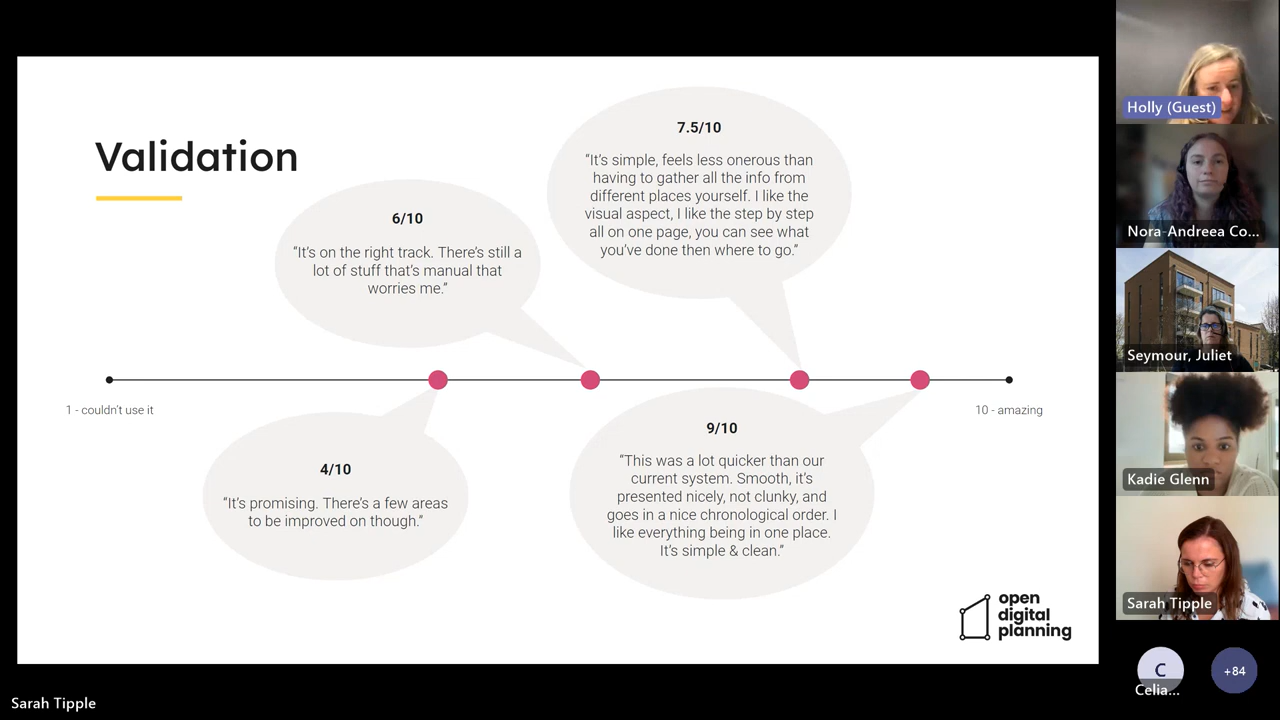 Validation
7.5/10
“It’s simple, feels less onerous than
having to gather all the info from
different places yourself. I like the
visual aspect, I like the step by step
all on one page, you can see what
you’ve done then where to go.”
6/10
“It’s on the right track. There’s still a
lot of stuff that’s manual that
worries me.”
1 - couldn’t use it
10 - amazing
4/10
“It’s promising. There’s a few areas
to be improved on though.”
9/10
“This was a lot quicker than our
current system. Smooth, it’s
presented nicely, not clunky, and
goes in a nice chronological order. I
like everything being in one place.
It’s simple & clean.”
open
digital
planning
Sarah Tipple
Holly (Guest)
Nora-Andreea Co...
Seymour, Juliet
Kadie Glenn
Sarah Tipple
C
Celia...
+84